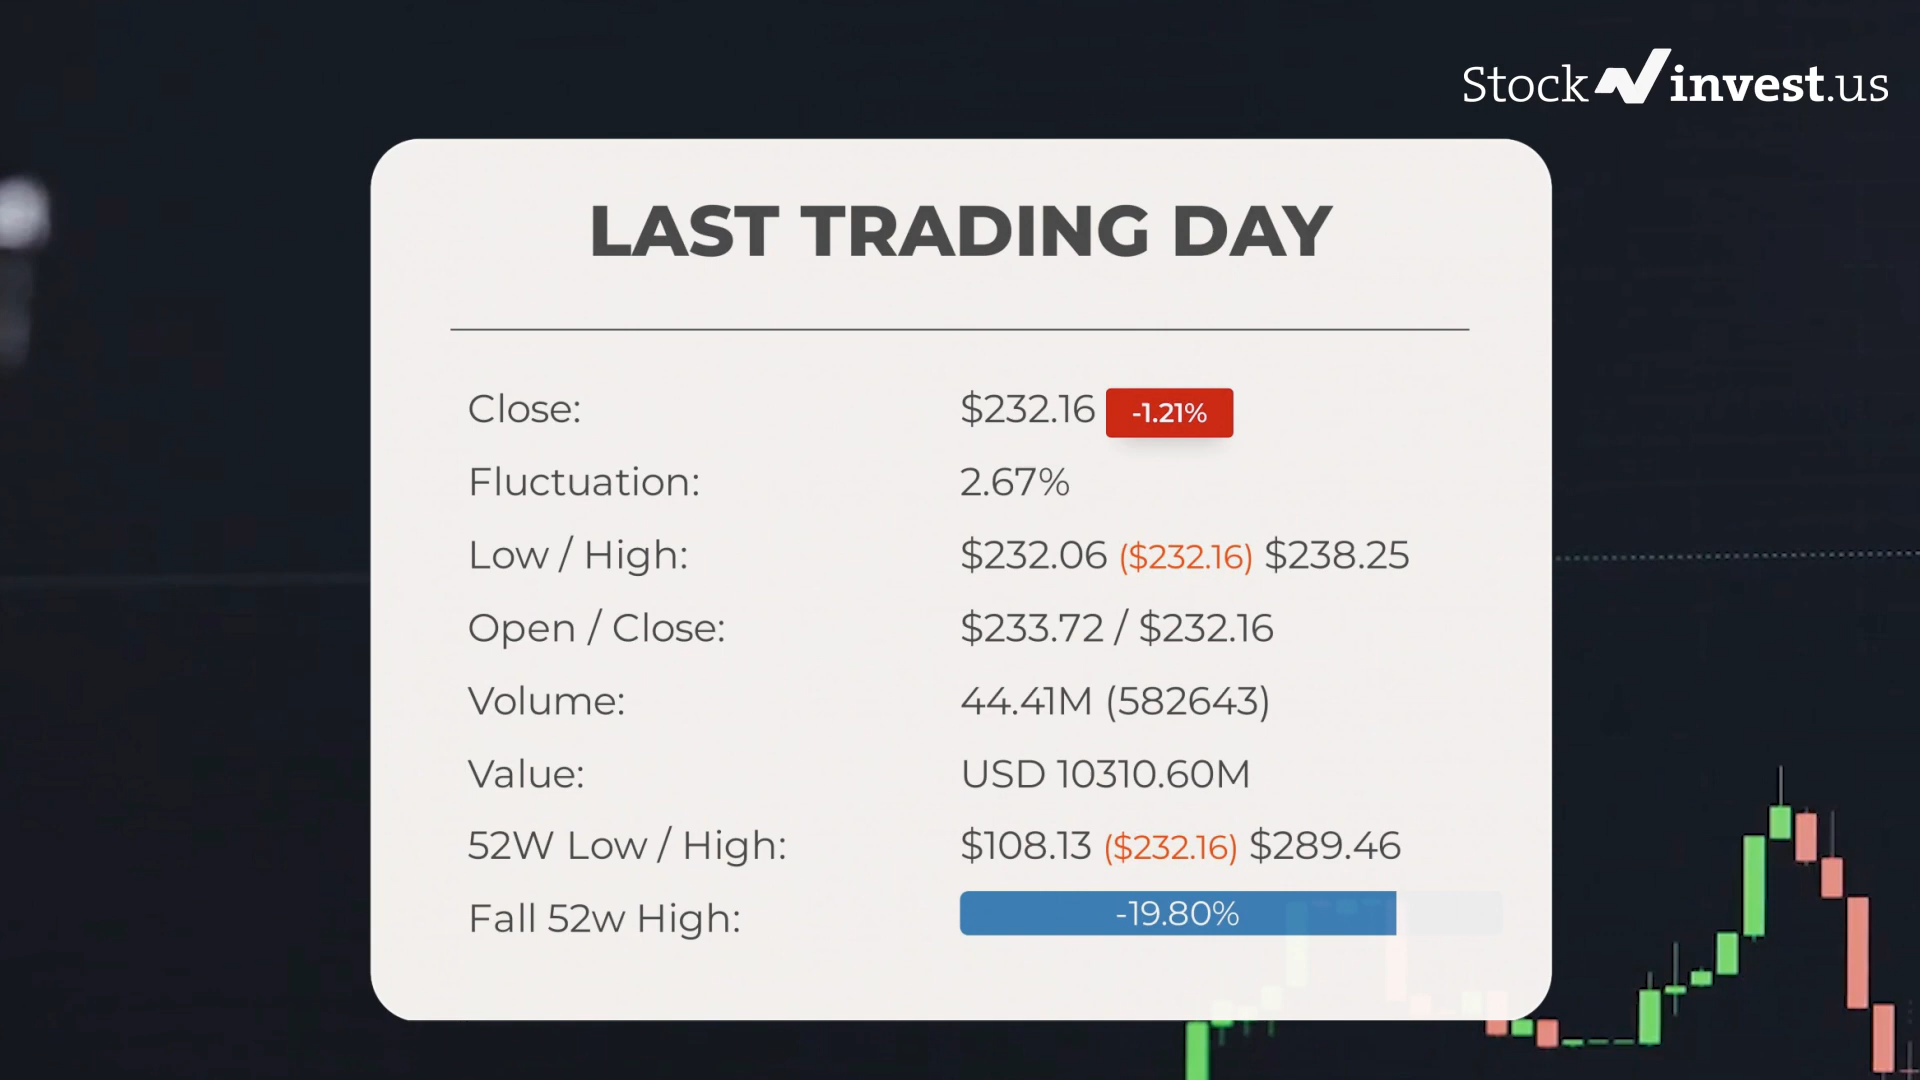 Stock invest.us
LAST TRADING DAY
Close: $232.16 -1.21%
Fluctuation: 2.67%
Low / High: $232.06 ($232.16) $238.25
Open / Close: $233.72 / $232.16
Volume: 44.41M (582643)
Value: USD 10310.60M
52W Low / High: $108.13 ($232.16) $289.46
Fall 52w High: -19.80%